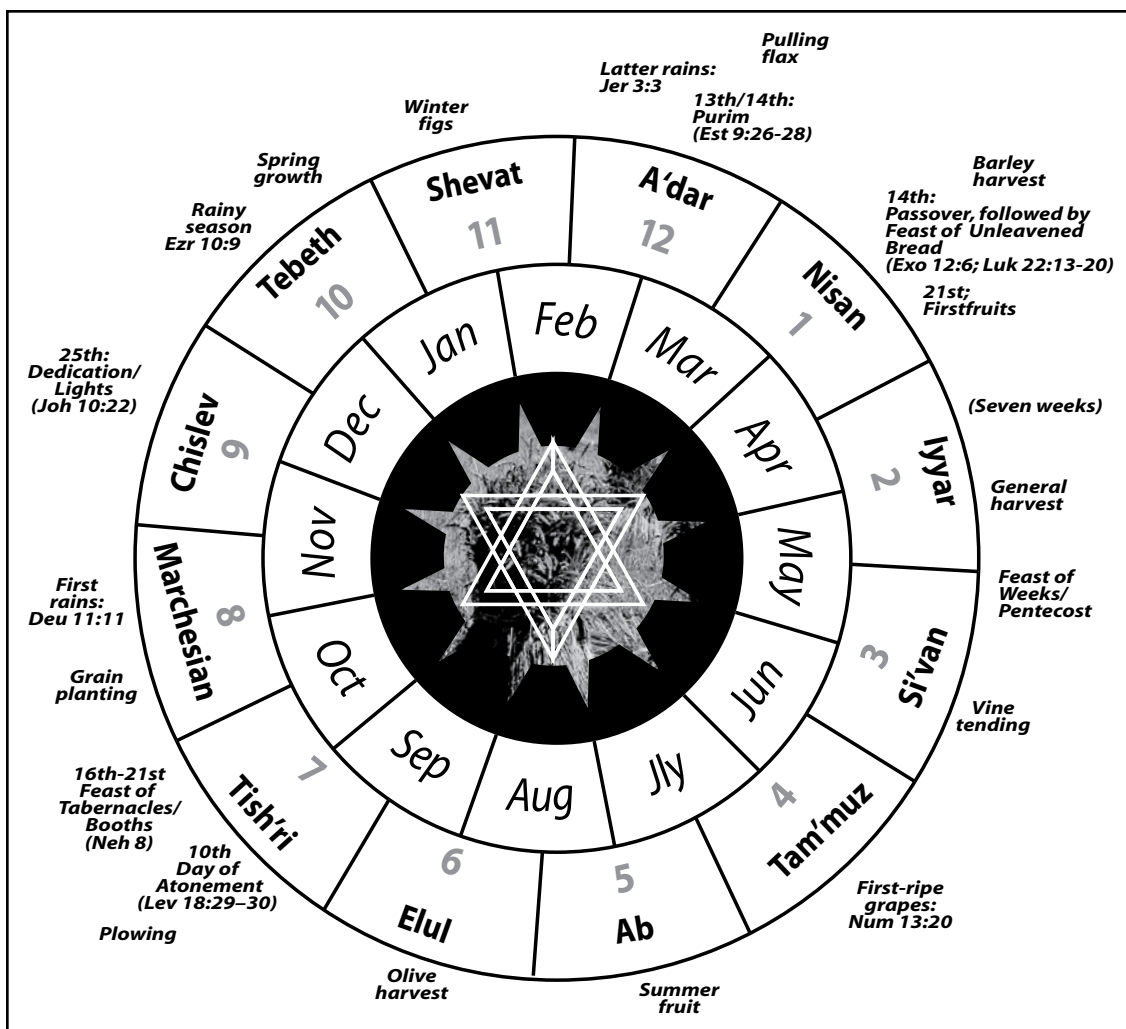 Pulling
flax
Latter rains:
Jer 3:3
13th/14th:
Purim
(Est 9:26-28)
Barley
harvest
14th:
Passover, followed by
Feast of Unleavened
Bread
(Exo 12:6; Luk 22:13-20)
21st;
Firstfruits
(Seven weeks)
General
harvest
Feast of
Weeks/
Pentecost
Vine
tending
First-ripe
grapes:
Num 13:20
Summer
fruit
Olive
harvest
Plowing
10th
Day of
Atonement
(Lev 18:29–30)
16th-21st
Feast of
Tabernacles/
Booths
(Neh 8)
Grain
planting
First
rains:
Deu 11:11
25th:
Dedication/
Lights
(Joh 10:22)
Rainy
season
Ezr 10:9
Spring
growth
Winter
figs
Nisan
1
Iyyar
2
Si'van
3
Tam'muz
4
Ab
5
Elul
6
Tish'ri
7
Marchesian
8
Chislev
9
Tebeth
10
Shevat
11
A'dar
12
Jan
Feb
Mar
Apr
May
Jun
Jly
Aug
Sep
Oct
Nov
Dec